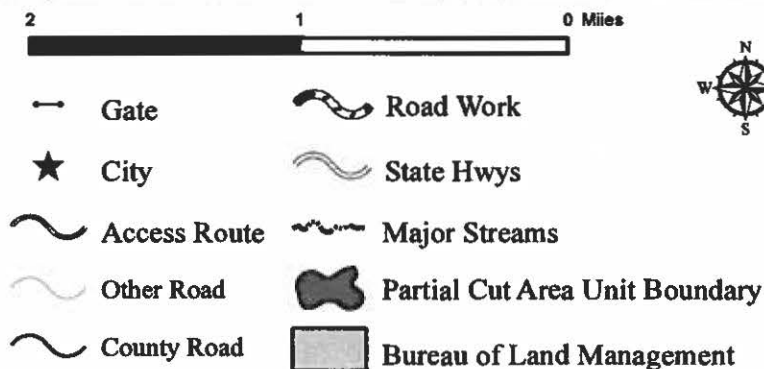 2 1 0 Miles
N
W
S
Gate
Road Work
City
State Hwys
Access Route
Major Streams
Other Road
Partial Cut Area Unit Boundary
County Road
Bureau of Land Management